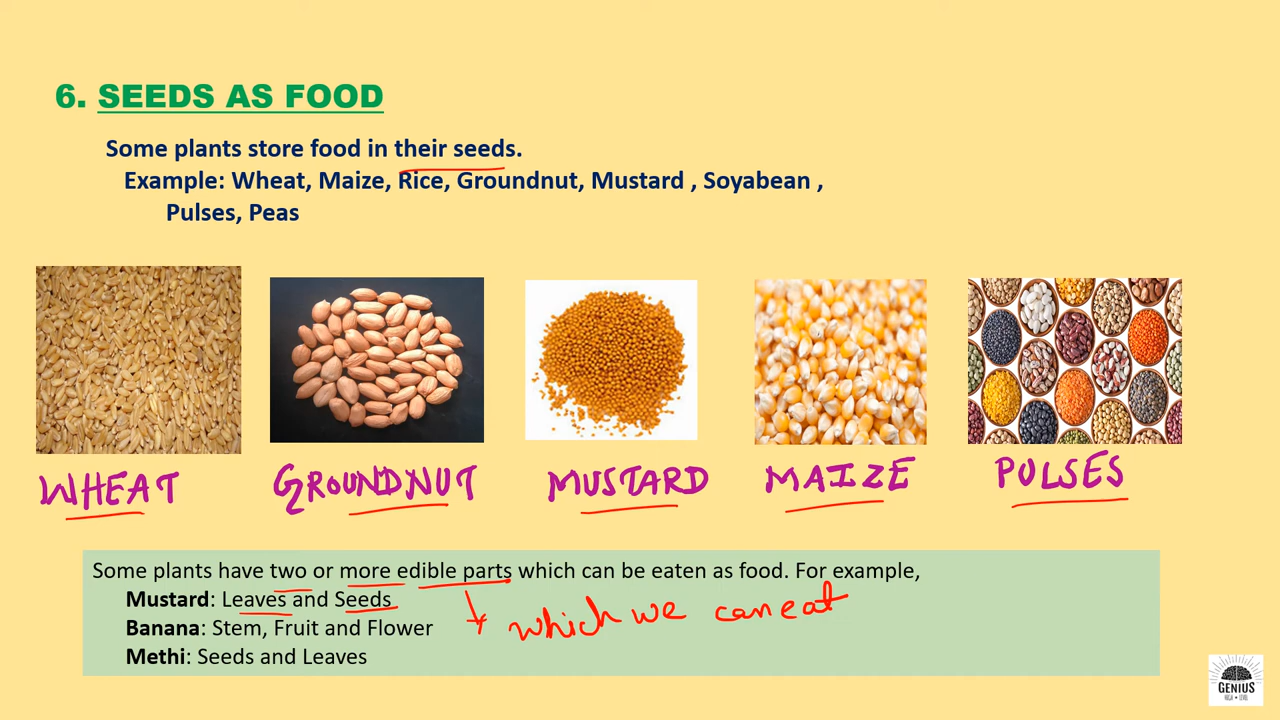 6. SEEDS AS FOOD
Some plants store food in their seeds.
Example: Wheat, Maize, Rice, Groundnut, Mustard , Soyabean ,
Pulses, Peas
WHEAT GROUNDNUT MUSTARD MAIZE PULSES
Some plants have two or more edible parts which can be eaten as food. For example,
Mustard: Leaves and Seeds
which we can eat
Banana: Stem, Fruit and Flower
Methi: Seeds and Leaves
GENIUS
HIGH LEVEL